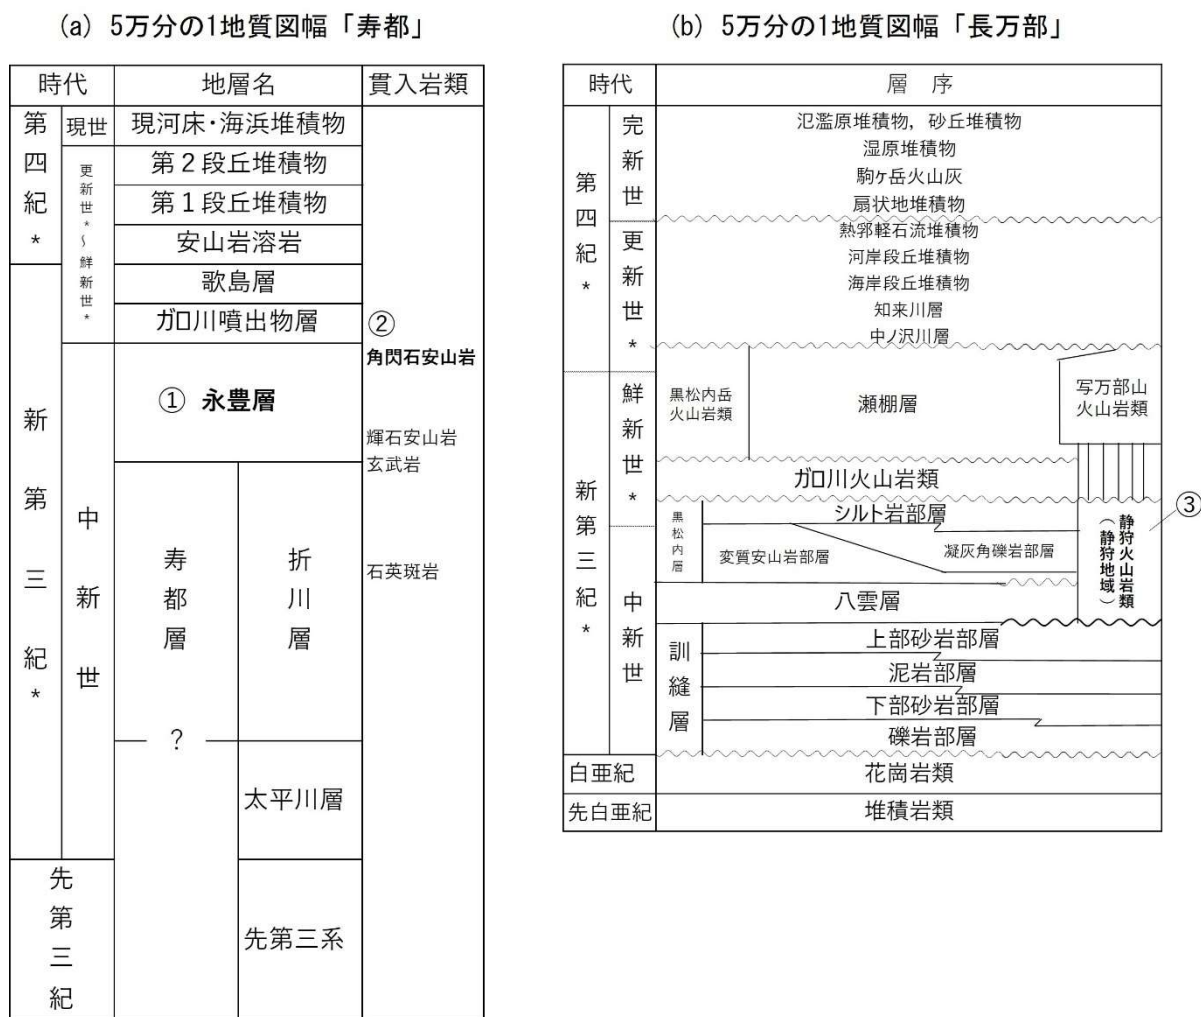 (a) 5万分の1地質図幅「寿都」
時代
地層名
貫入岩類
第四紀*
現世
現河床・海浜堆積物
更新世*~鮮新世*
第2段丘堆積物
第1段丘堆積物
安山岩溶岩
歌島層
ガロ川噴出物層
②
角閃石安山岩
新第三紀*
中新世
① 永豊層
輝石安山岩
玄武岩
寿都層
折川層
石英斑岩
?
太平川層
先第三紀
先第三系
(b) 5万分の1地質図幅「長万部」
時代
層 序
第四紀*
完新世
氾濫原堆積物, 砂丘堆積物
湿原堆積物
駒ヶ岳火山灰
扇状地堆積物
更新世*
熱郛軽石流堆積物
河岸段丘堆積物
海岸段丘堆積物
知来川層
中ノ沢川層
新第三紀*
鮮新世*
黒松内岳
火山岩類
瀬棚層
写万部山
火山岩類
ガロ川火山岩類
黒松内層
シルト岩部層
変質安山岩部層
凝灰角礫岩部層
静狩火山岩類
(静狩地域)
③
中新世
八雲層
訓縫層
上部砂岩部層
泥岩部層
下部砂岩部層
礫岩部層
白亜紀
花崗岩類
先白亜紀
堆積岩類